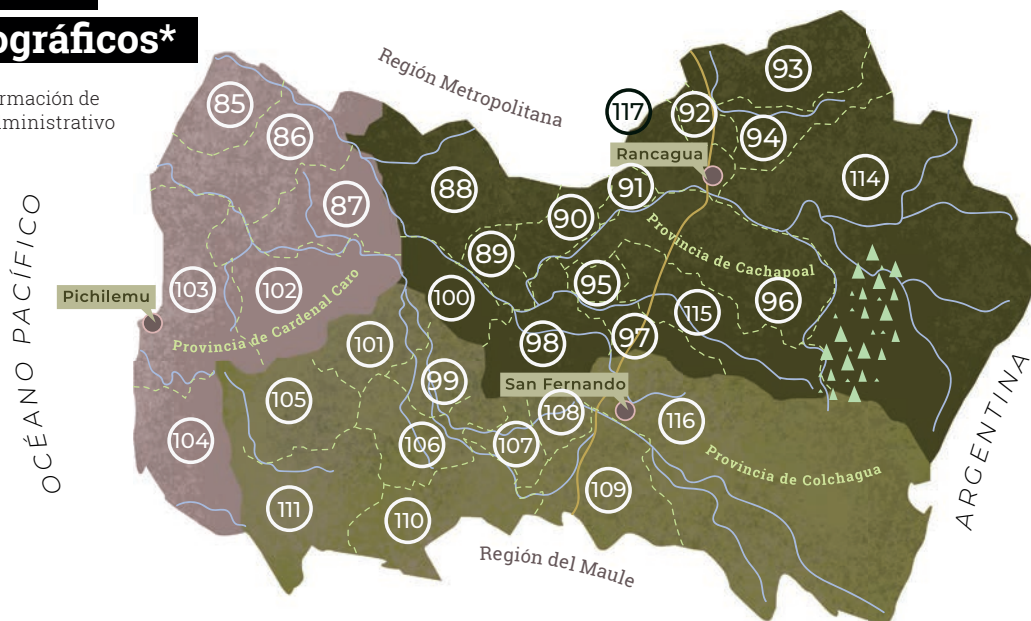 ográficos*
rmación de
ministrativo
Región Metropolitana
OCÉANO PACÍFICO
ARGENTINA
Región del Maule
Rancagua
Pichilemu
San Fernando
Provincia de Cachapoal
Provincia de Cardenal Caro
Provincia de Colchagua
85
86
87
88
89
90
91
92
93
94
117
114
95
96
97
98
99
100
101
102
103
104
105
106
107
108
109
110
111
115
116